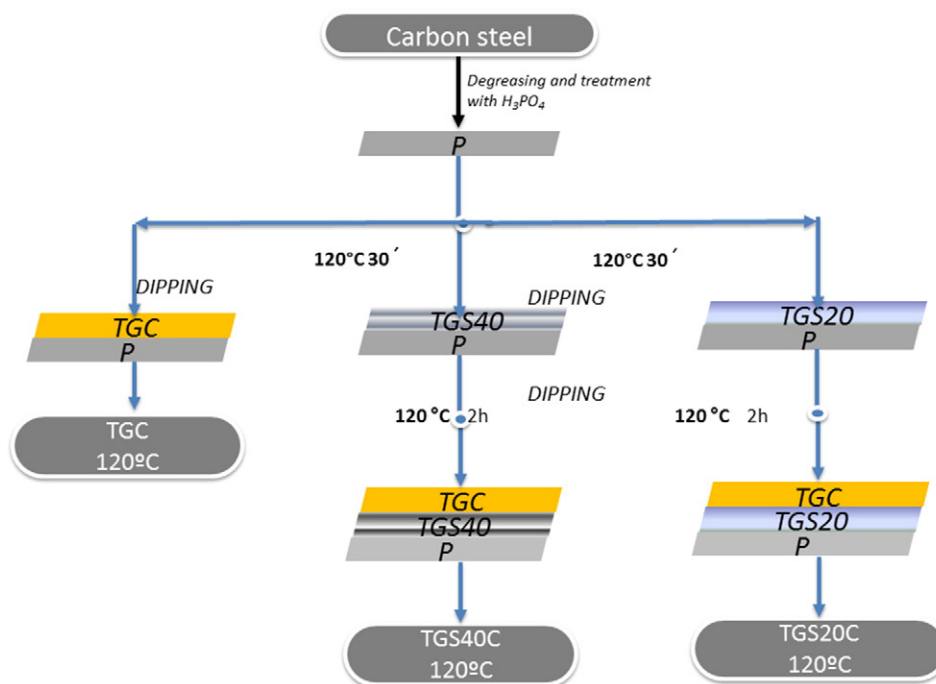 Carbon steel
Degreasing and treatment
with H₃PO₄
P
120°C 30´
120°C 30´
DIPPING
DIPPING
TGC
P
TGS40
P
TGS20
P
DIPPING
120 °C 2h
120 °C 2h
TGC
120ºC
TGC
TGS40
P
TGC
TGS20
P
TGS40C
120ºC
TGS20C
120ºC